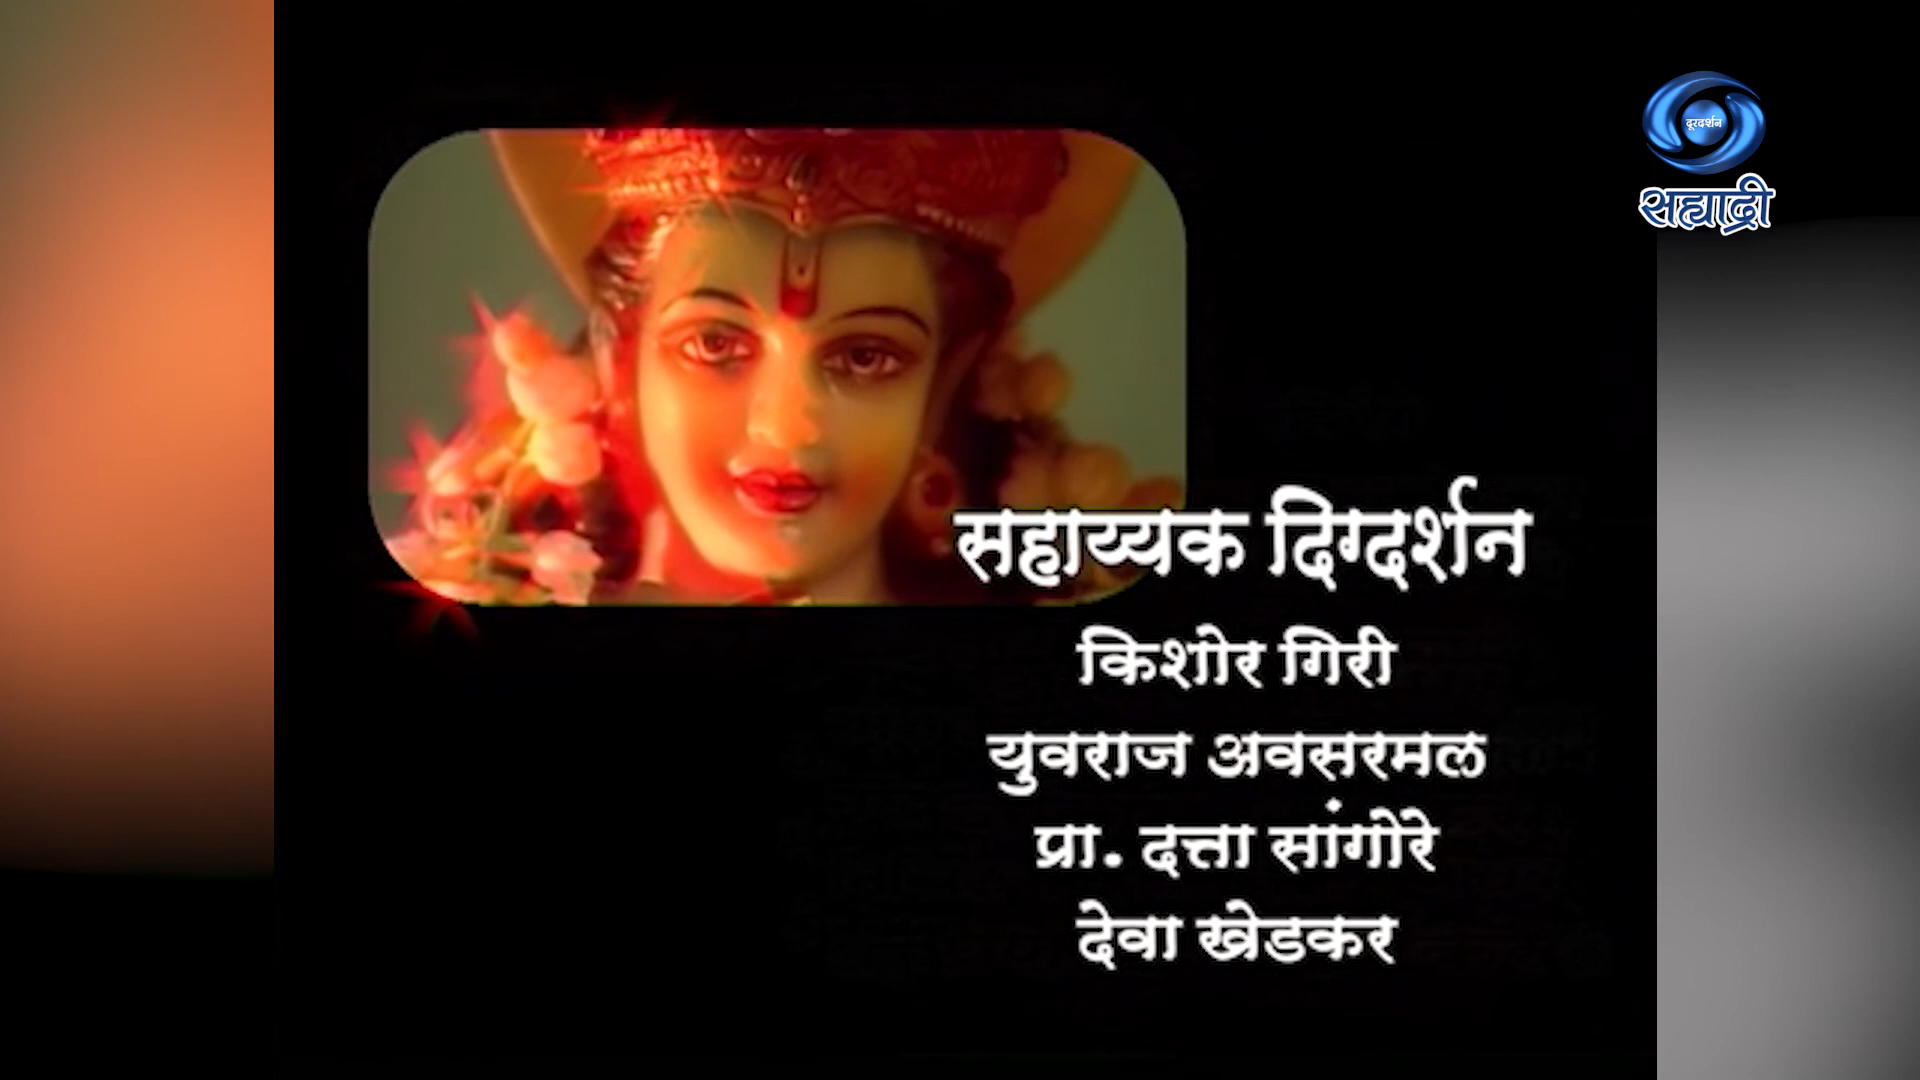 दूरदर्शन
सह्याद्री
सहाय्यक दिग्दर्शन
किशोर गिरी
युवराज अवसरमल
प्रा. दत्ता सांगोरे
देवा खेडकर